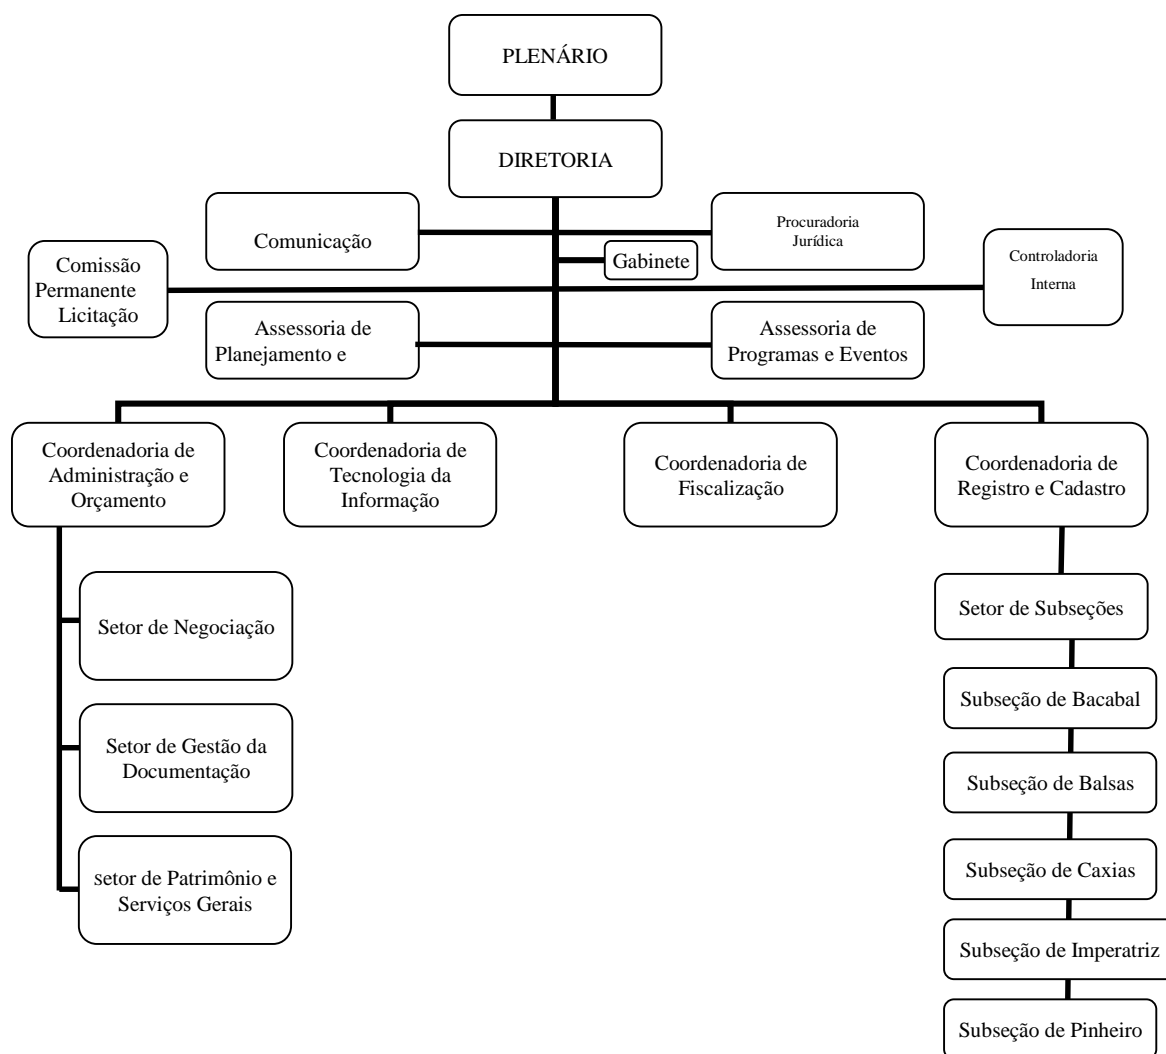 PLENÁRIO
DIRETORIA
Comunicação
Procuradoria
Jurídica
Gabinete
Comissão
Permanente
Licitação
Controladoria
Interna
Assessoria de
Planejamento e
Assessoria de
Programas e Eventos
Coordenadoria de
Administração e
Orçamento
Coordenadoria de
Tecnologia da
Informação
Coordenadoria de
Fiscalização
Coordenadoria de
Registro e Cadastro
Setor de Negociação
Setor de Gestão da
Documentação
setor de Patrimônio e
Serviços Gerais
Setor de Subseções
Subseção de Bacabal
Subseção de Balsas
Subseção de Caxias
Subseção de Imperatriz
Subseção de Pinheiro